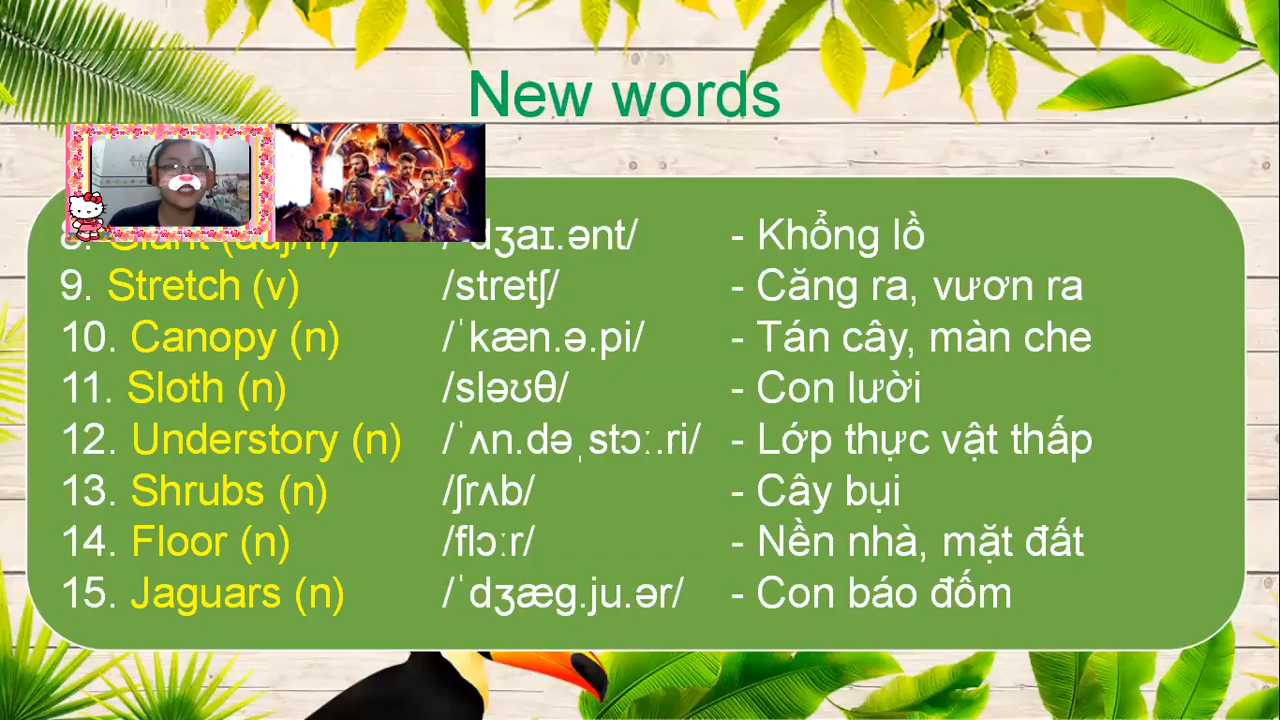 New words
/ˈdʒaɪ.ənt/ - Khổng lồ
9. Stretch (v) /stretʃ/ - Căng ra, vươn ra
10. Canopy (n) /ˈkæn.ə.pi/ - Tán cây, màn che
11. Sloth (n) /sləʊθ/ - Con lười
12. Understory (n) /ˈʌn.dəˌstɔː.ri/ - Lớp thực vật thấp
13. Shrubs (n) /ʃrʌb/ - Cây bụi
14. Floor (n) /flɔːr/ - Nền nhà, mặt đất
15. Jaguars (n) /ˈdʒæg.ju.ər/ - Con báo đốm